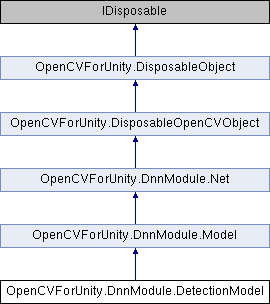 IDisposable
OpenCVForUnity.DisposableObject
OpenCVForUnity.DisposableOpenCVObject
OpenCVForUnity.DnnModule.Net
OpenCVForUnity.DnnModule.Model
OpenCVForUnity.DnnModule.DetectionModel